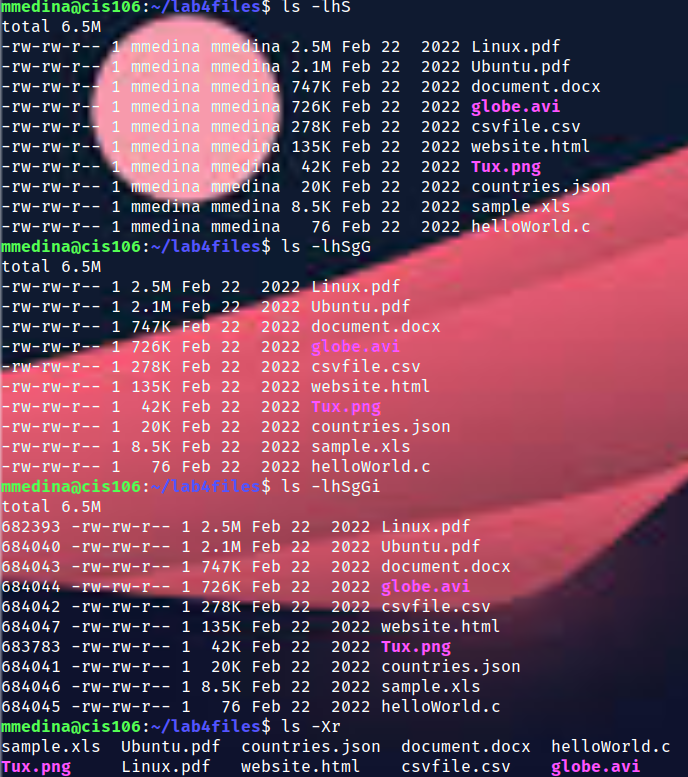 mmedina@cis106:~/lab4files$ ls -lhS
total 6.5M
-rw-rw-r-- 1 mmedina mmedina 2.5M Feb 22  2022 Linux.pdf
-rw-rw-r-- 1 mmedina mmedina 2.1M Feb 22  2022 Ubuntu.pdf
-rw-rw-r-- 1 mmedina mmedina 747K Feb 22  2022 document.docx
-rw-rw-r-- 1 mmedina mmedina 726K Feb 22  2022 globe.avi
-rw-rw-r-- 1 mmedina mmedina 278K Feb 22  2022 csvfile.csv
-rw-rw-r-- 1 mmedina mmedina 135K Feb 22  2022 website.html
-rw-rw-r-- 1 mmedina mmedina  42K Feb 22  2022 Tux.png
-rw-rw-r-- 1 mmedina mmedina  20K Feb 22  2022 countries.json
-rw-rw-r-- 1 mmedina mmedina 8.5K Feb 22  2022 sample.xls
-rw-rw-r-- 1 mmedina mmedina   76 Feb 22  2022 helloWorld.c
mmedina@cis106:~/lab4files$ ls -lhSgG
total 6.5M
-rw-rw-r-- 1 2.5M Feb 22  2022 Linux.pdf
-rw-rw-r-- 1 2.1M Feb 22  2022 Ubuntu.pdf
-rw-rw-r-- 1 747K Feb 22  2022 document.docx
-rw-rw-r-- 1 726K Feb 22  2022 globe.avi
-rw-rw-r-- 1 278K Feb 22  2022 csvfile.csv
-rw-rw-r-- 1 135K Feb 22  2022 website.html
-rw-rw-r-- 1  42K Feb 22  2022 Tux.png
-rw-rw-r-- 1  20K Feb 22  2022 countries.json
-rw-rw-r-- 1 8.5K Feb 22  2022 sample.xls
-rw-rw-r-- 1   76 Feb 22  2022 helloWorld.c
mmedina@cis106:~/lab4files$ ls -lhSgGi
total 6.5M
682393 -rw-rw-r-- 1 2.5M Feb 22  2022 Linux.pdf
684040 -rw-rw-r-- 1 2.1M Feb 22  2022 Ubuntu.pdf
684043 -rw-rw-r-- 1 747K Feb 22  2022 document.docx
684044 -rw-rw-r-- 1 726K Feb 22  2022 globe.avi
684042 -rw-rw-r-- 1 278K Feb 22  2022 csvfile.csv
684047 -rw-rw-r-- 1 135K Feb 22  2022 website.html
683783 -rw-rw-r-- 1  42K Feb 22  2022 Tux.png
684041 -rw-rw-r-- 1  20K Feb 22  2022 countries.json
684046 -rw-rw-r-- 1 8.5K Feb 22  2022 sample.xls
684045 -rw-rw-r-- 1   76 Feb 22  2022 helloWorld.c
mmedina@cis106:~/lab4files$ ls -Xr
sample.xls  Ubuntu.pdf  countries.json  document.docx  helloWorld.c
Tux.png     Linux.pdf   website.html    csvfile.csv    globe.avi